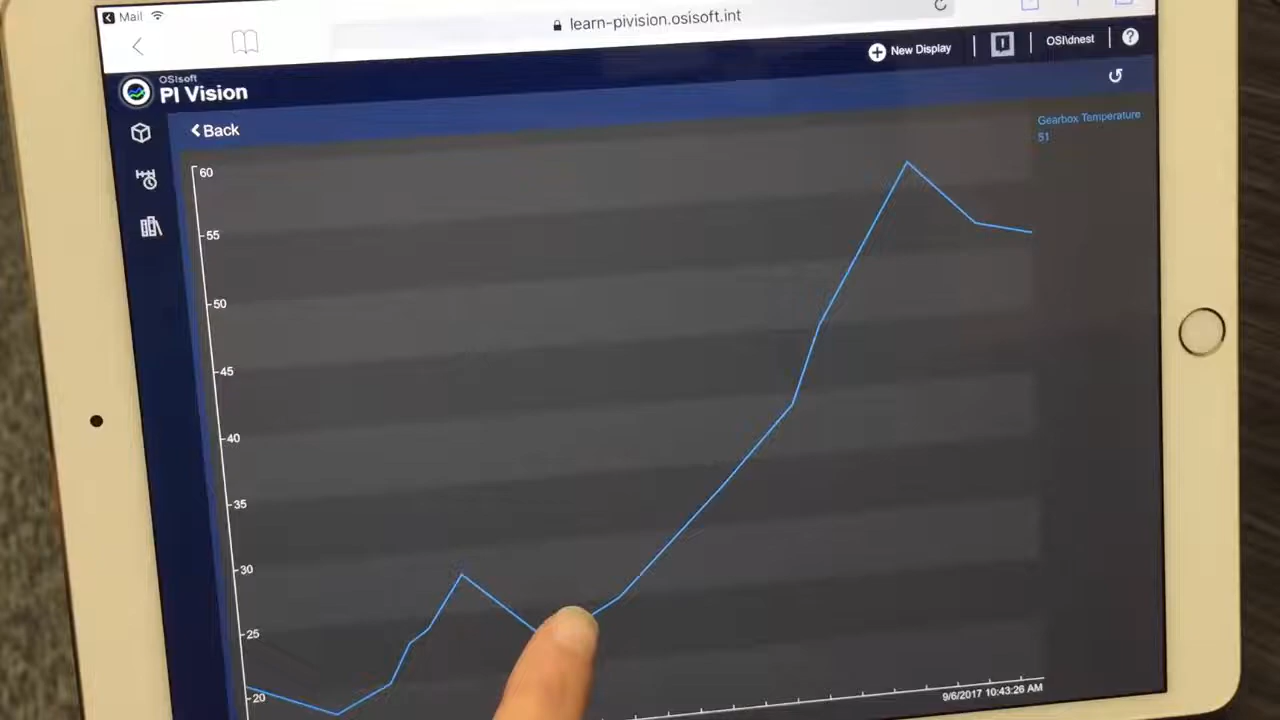 Mail
learn-pivision.osisoft.int
New Display
OSI\dnest
OSIsoft
PI Vision
Back
Gearbox Temperature
51
60
55
50
45
40
35
30
25
20
9/6/2017 10:43:26 AM